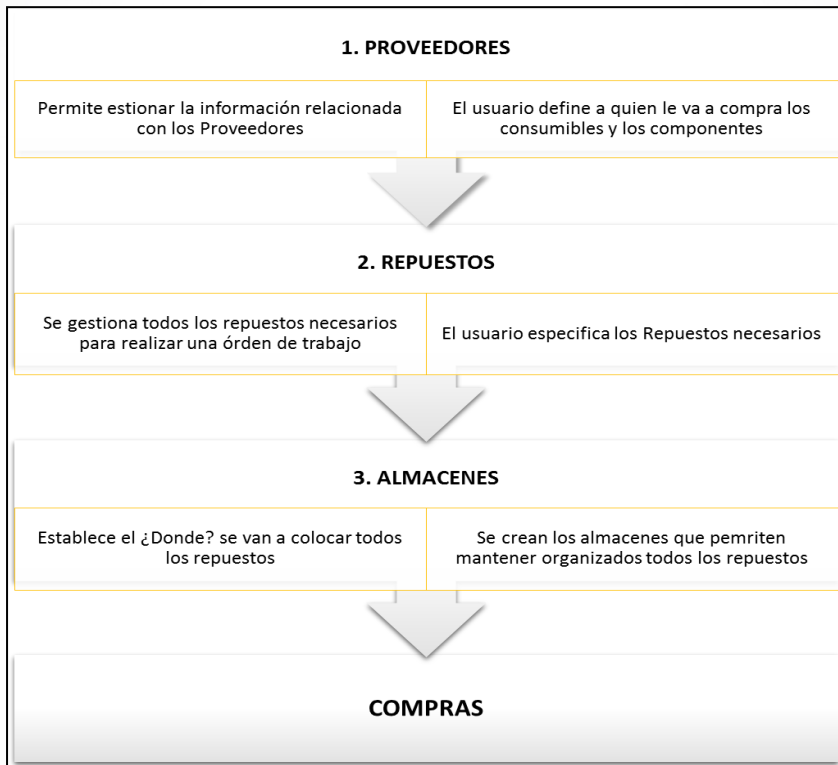 1. PROVEEDORES
Permite estionar la información relacionada
con los Proveedores
El usuario define a quien le va a compra los
consumibles y los componentes
2. REPUESTOS
Se gestiona todos los repuestos necesarios
para realizar una órden de trabajo
El usuario especifica los Repuestos necesarios
3. ALMACENES
Establece el ¿Donde? se van a colocar todos
los repuestos
Se crean los almacenes que pemriten
mantener organizados todos los repuestos
COMPRAS